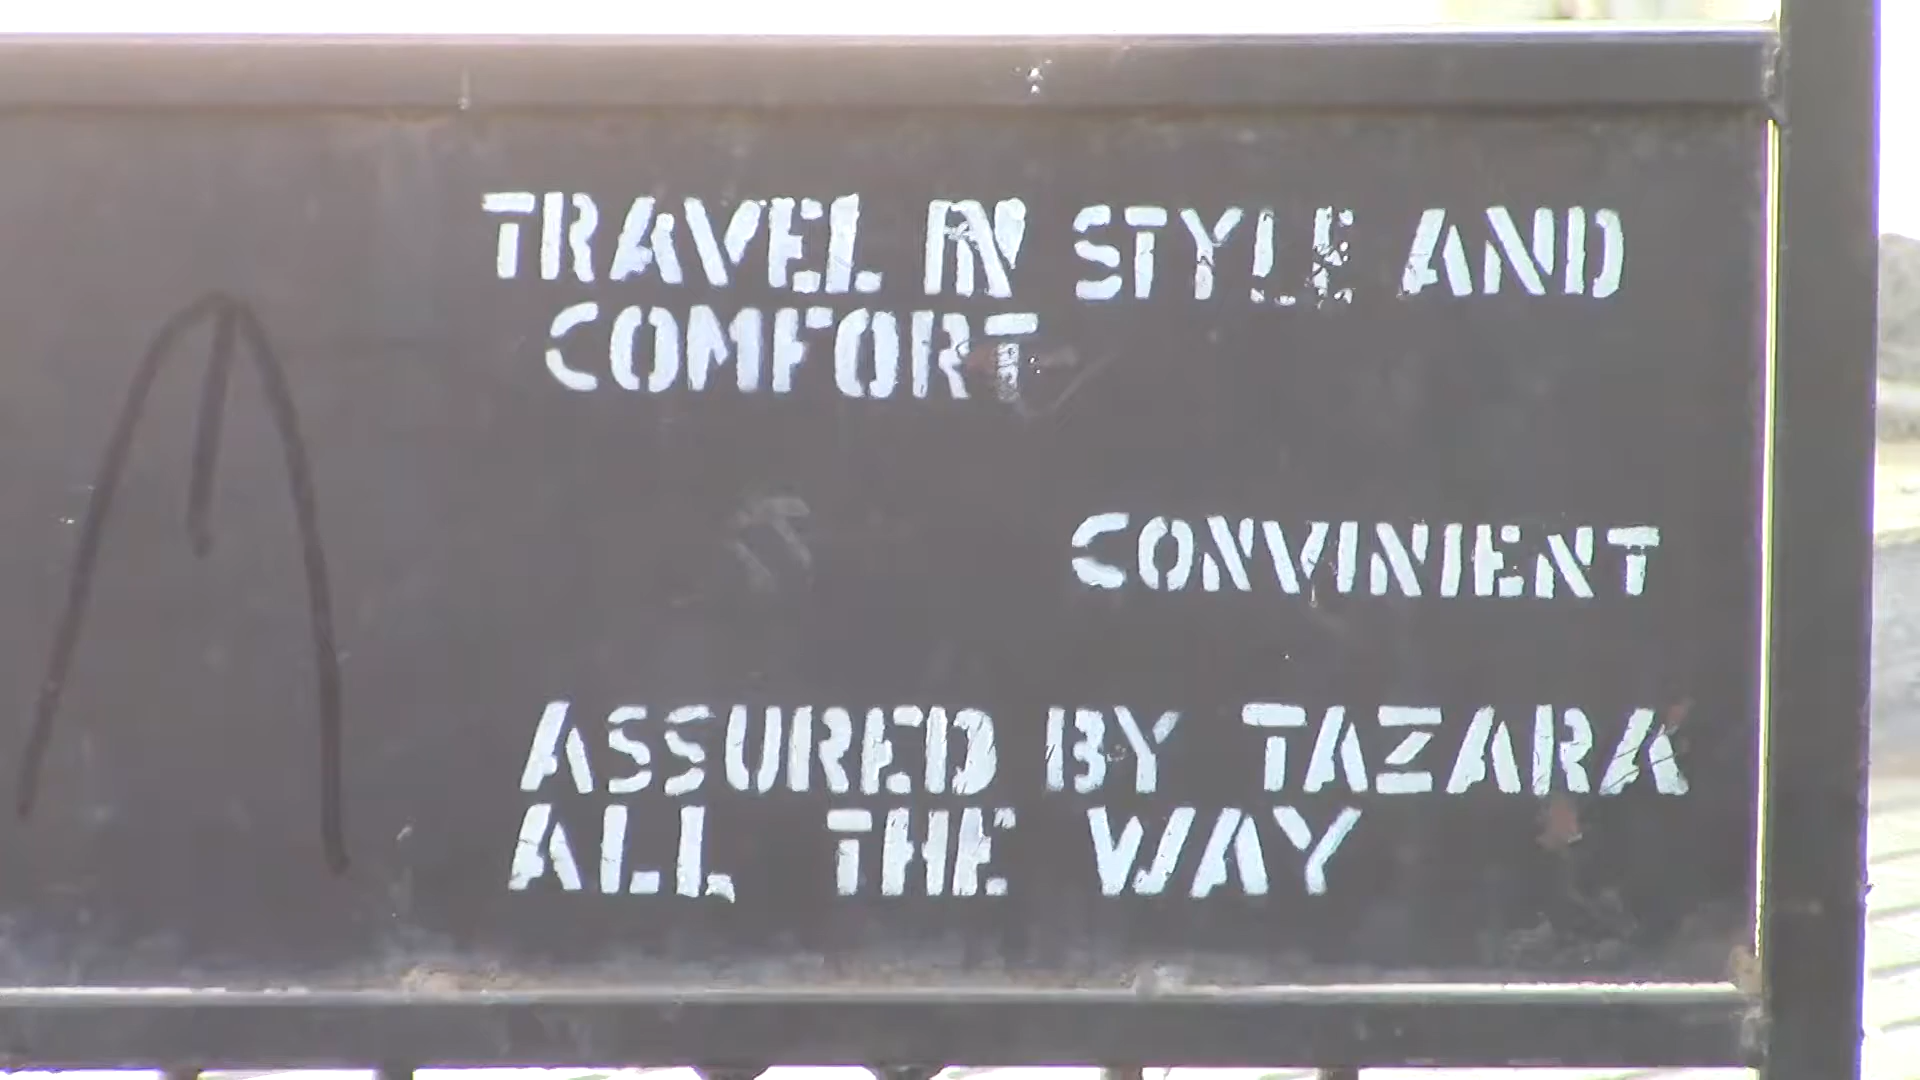 TRAVEL IN STYLE AND
COMFORT
CONVINIENT
ASSURED BY TAZARA
ALL THE WAY